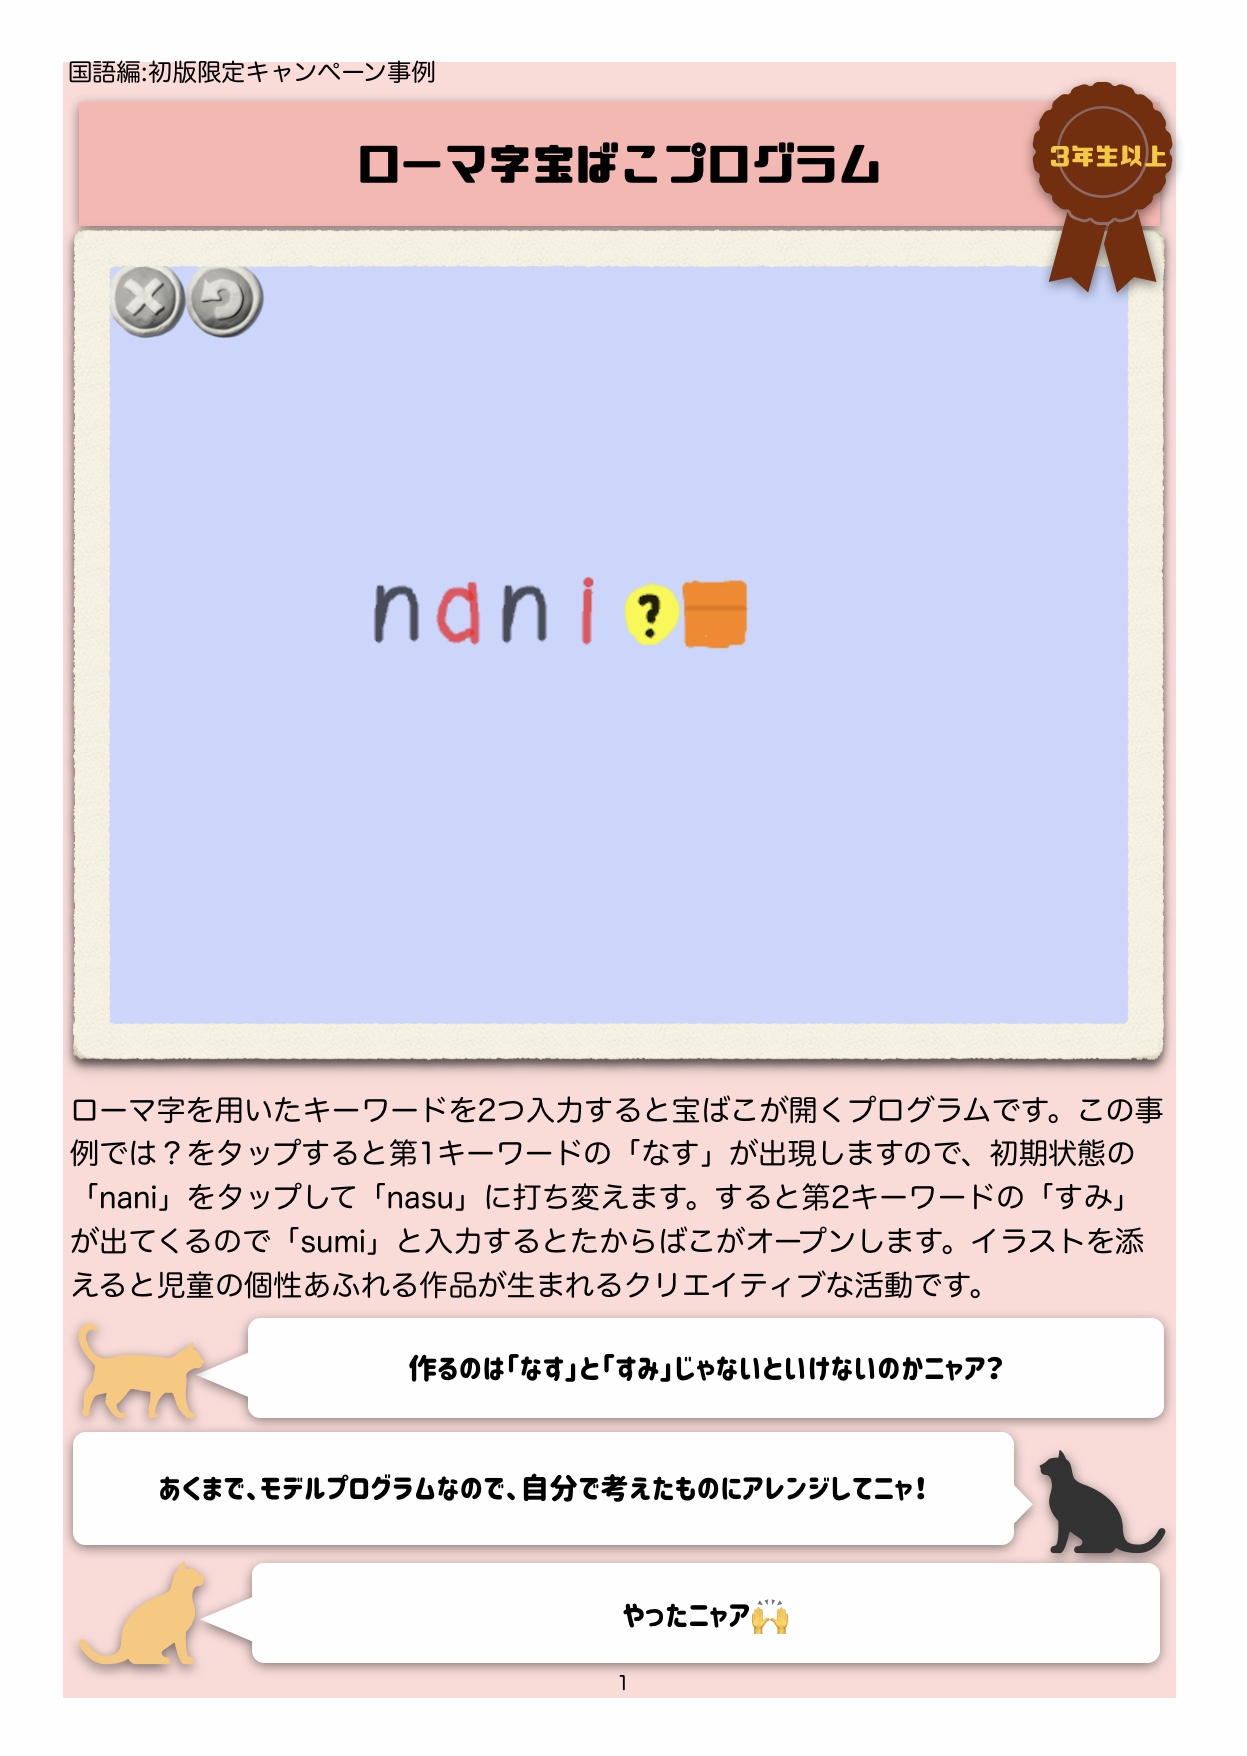 国語編:初版限定キャンペーン事例
ローマ字宝ばこプログラム
3年生以上
nani?
ローマ字を用いたキーワードを2つ入力すると宝ばこが開くプログラムです。この事
例では？をタップすると第1キーワードの「なす」が出現しますので、初期状態の
「nani」をタップして「nasu」に打ち変えます。すると第2キーワードの「すみ」
が出てくるので「sumi」と入力するとたからばこがオープンします。イラストを添
えると児童の個性あふれる作品が生まれるクリエイティブな活動です。
作るのは「なす」と「すみ」じゃないといけないのかニャア?
あくまで、モデルプログラムなので、自分で考えたものにアレンジしてニャ!
やったニャア🙌
1